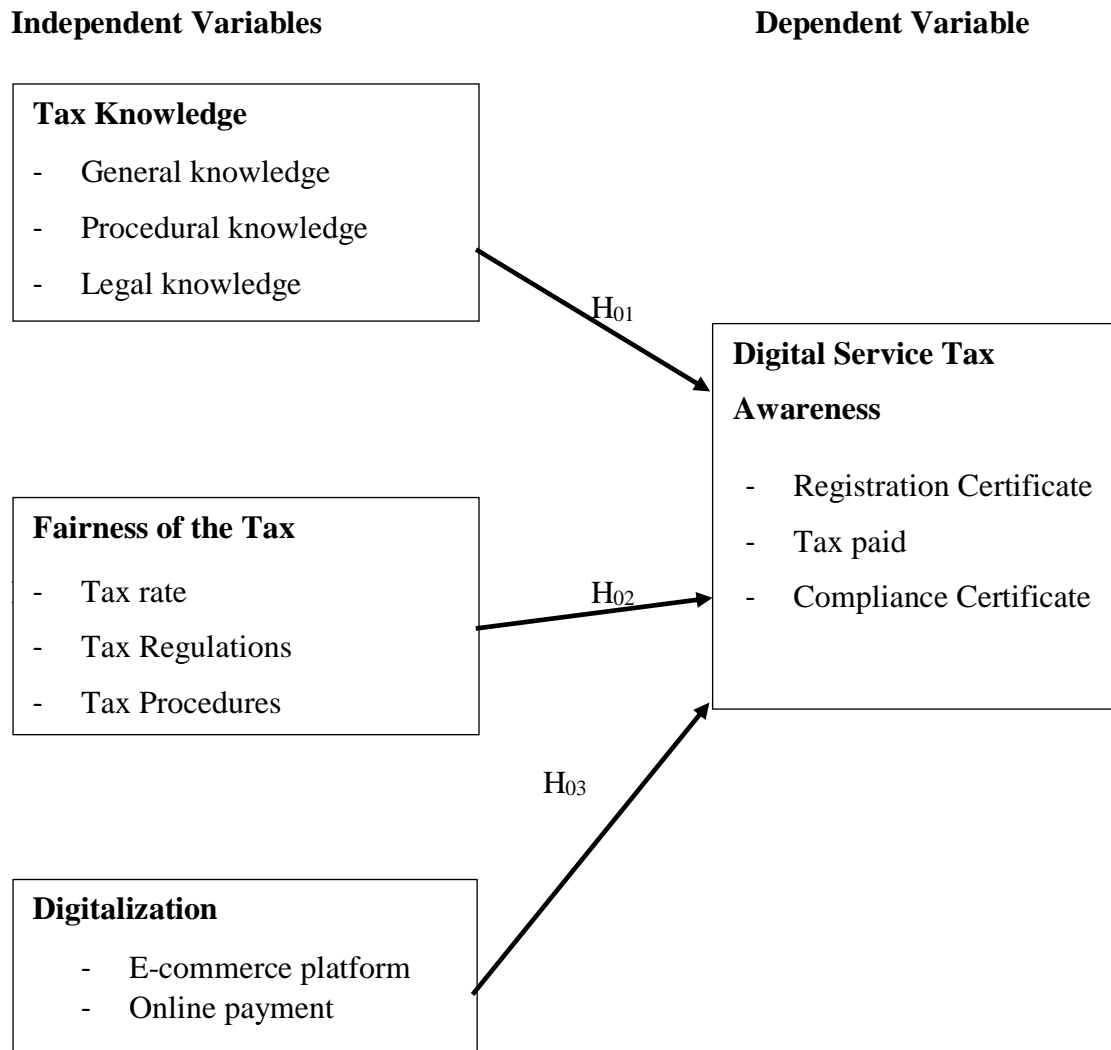 Independent Variables
Dependent Variable
Tax Knowledge
- General knowledge
- Procedural knowledge
- Legal knowledge
H01
Digital Service Tax
Awareness
- Registration Certificate
- Tax paid
- Compliance Certificate
Fairness of the Tax
- Tax rate
- Tax Regulations
- Tax Procedures
H02
H03
Digitalization
- E-commerce platform
- Online payment